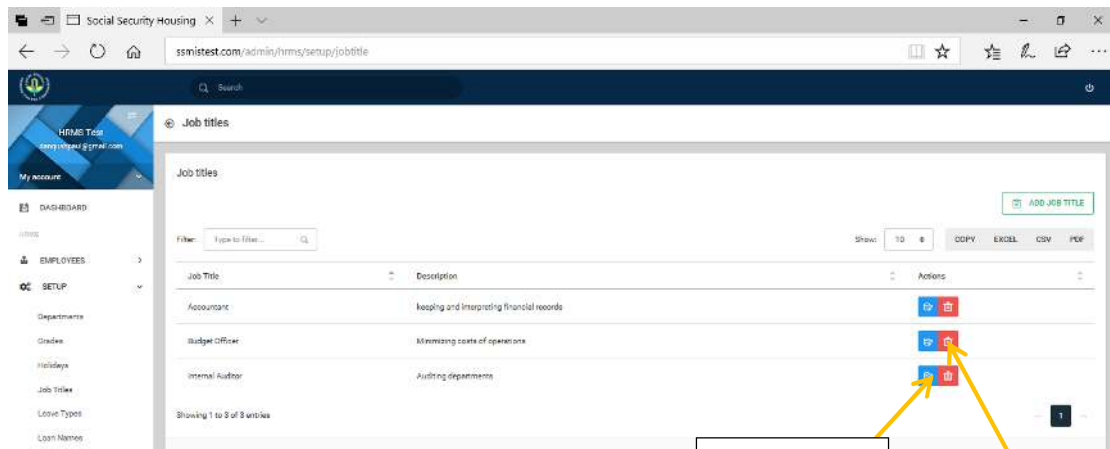 Social Security Housing
ssmistest.com/admin/hrms/setup/jobtitle
Search
HRMS Test
Job titles
My account
Job titles
DASHBOARD
ADD JOB TITLE
HRMS
Filter: Type to filter...
Show: 10 COPY EXCEL CSV PDF
EMPLOYEES
Job Title Description Actions
SETUP
Accountant keeping and interpreting financial records
Departments
Grades
Budget Officer Minimizing costs of operations
Holidays
Internal Auditor Auditing departments
Job Titles
Leave Types
Showing 1 to 3 of 3 entries 1
Loan Names